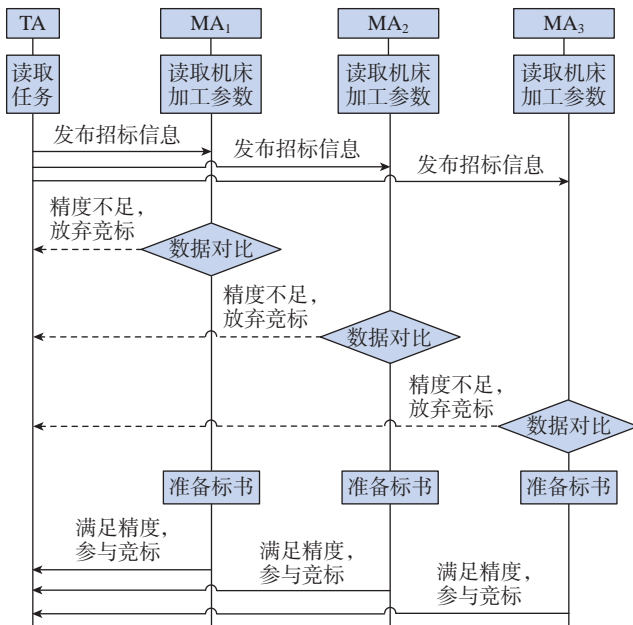 TA
MA₁
MA₂
MA₃
读取
任务
读取机床
加工参数
读取机床
加工参数
读取机床
加工参数
发布招标信息
发布招标信息
发布招标信息
精度不足，
放弃竞标
数据对比
精度不足，
放弃竞标
数据对比
精度不足，
放弃竞标
数据对比
准备标书
准备标书
准备标书
满足精度，
参与竞标
满足精度，
参与竞标
满足精度，
参与竞标